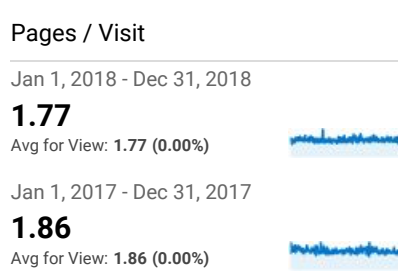 Pages / Visit
Jan 1, 2018 - Dec 31, 2018
1.77
Avg for View: 1.77 (0.00%)
Jan 1, 2017 - Dec 31, 2017
1.86
Avg for View: 1.86 (0.00%)